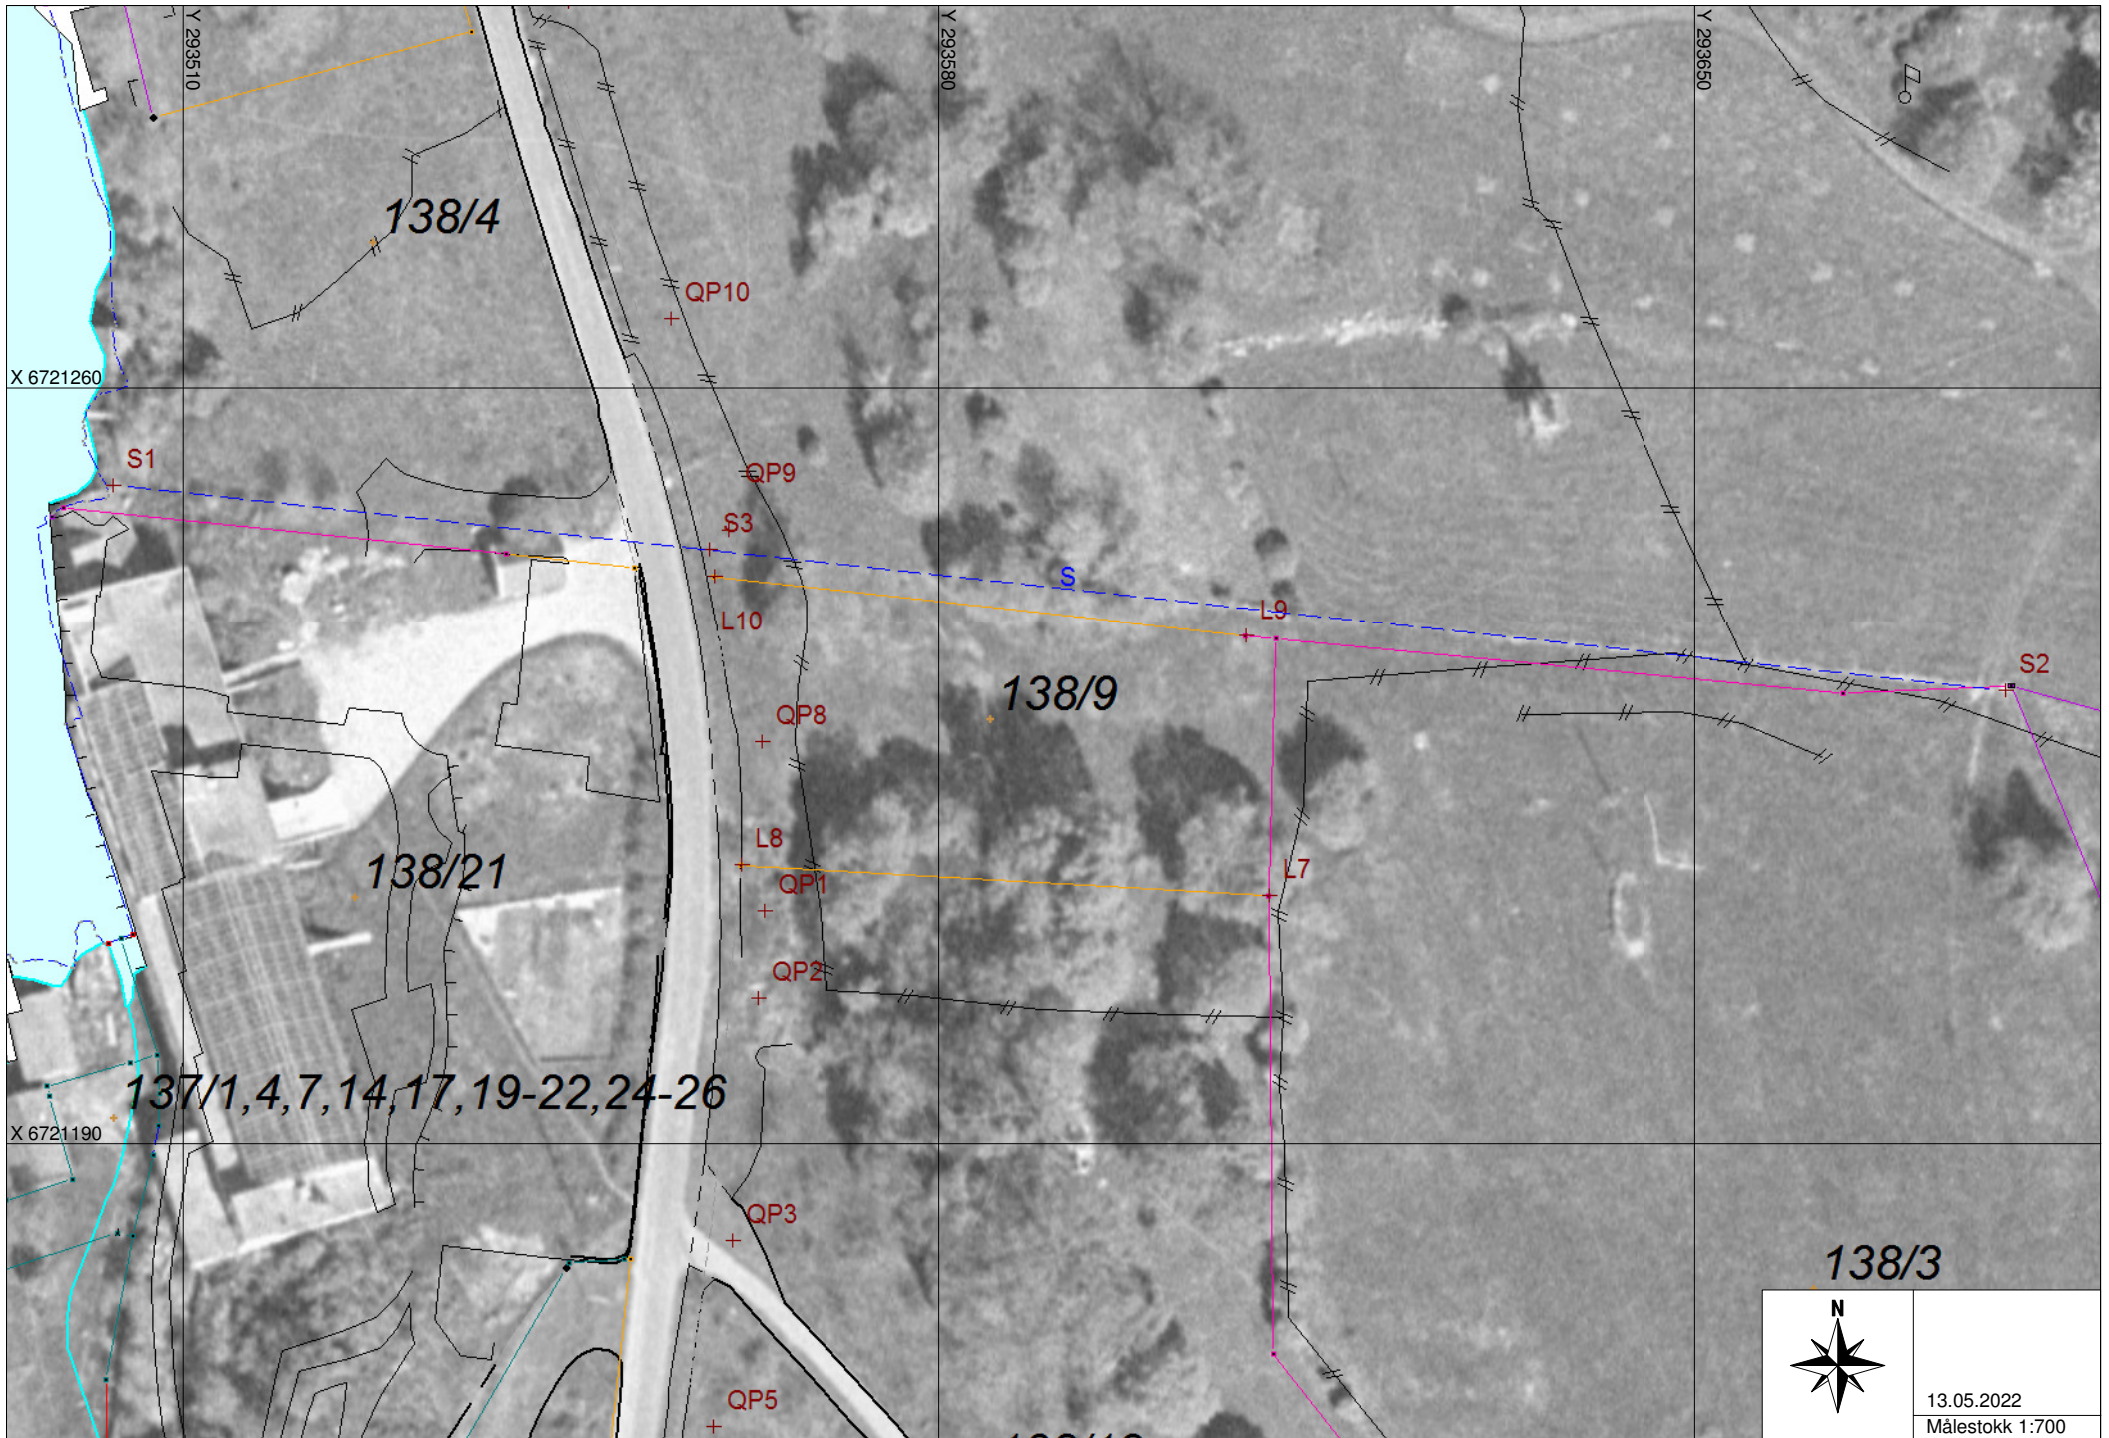 Y 293510
Y 293580
Y 293650
138/4
QP10
X 6721260
S1
QP9
S3
S
L10
L9
S2
138/9
QP8
L8
138/21
QP1
L7
QP2
137/1,4,7,14,17,19-22,24-26
X 6721190
QP3
138/3
N
QP5
13.05.2022
Målestokk 1:700